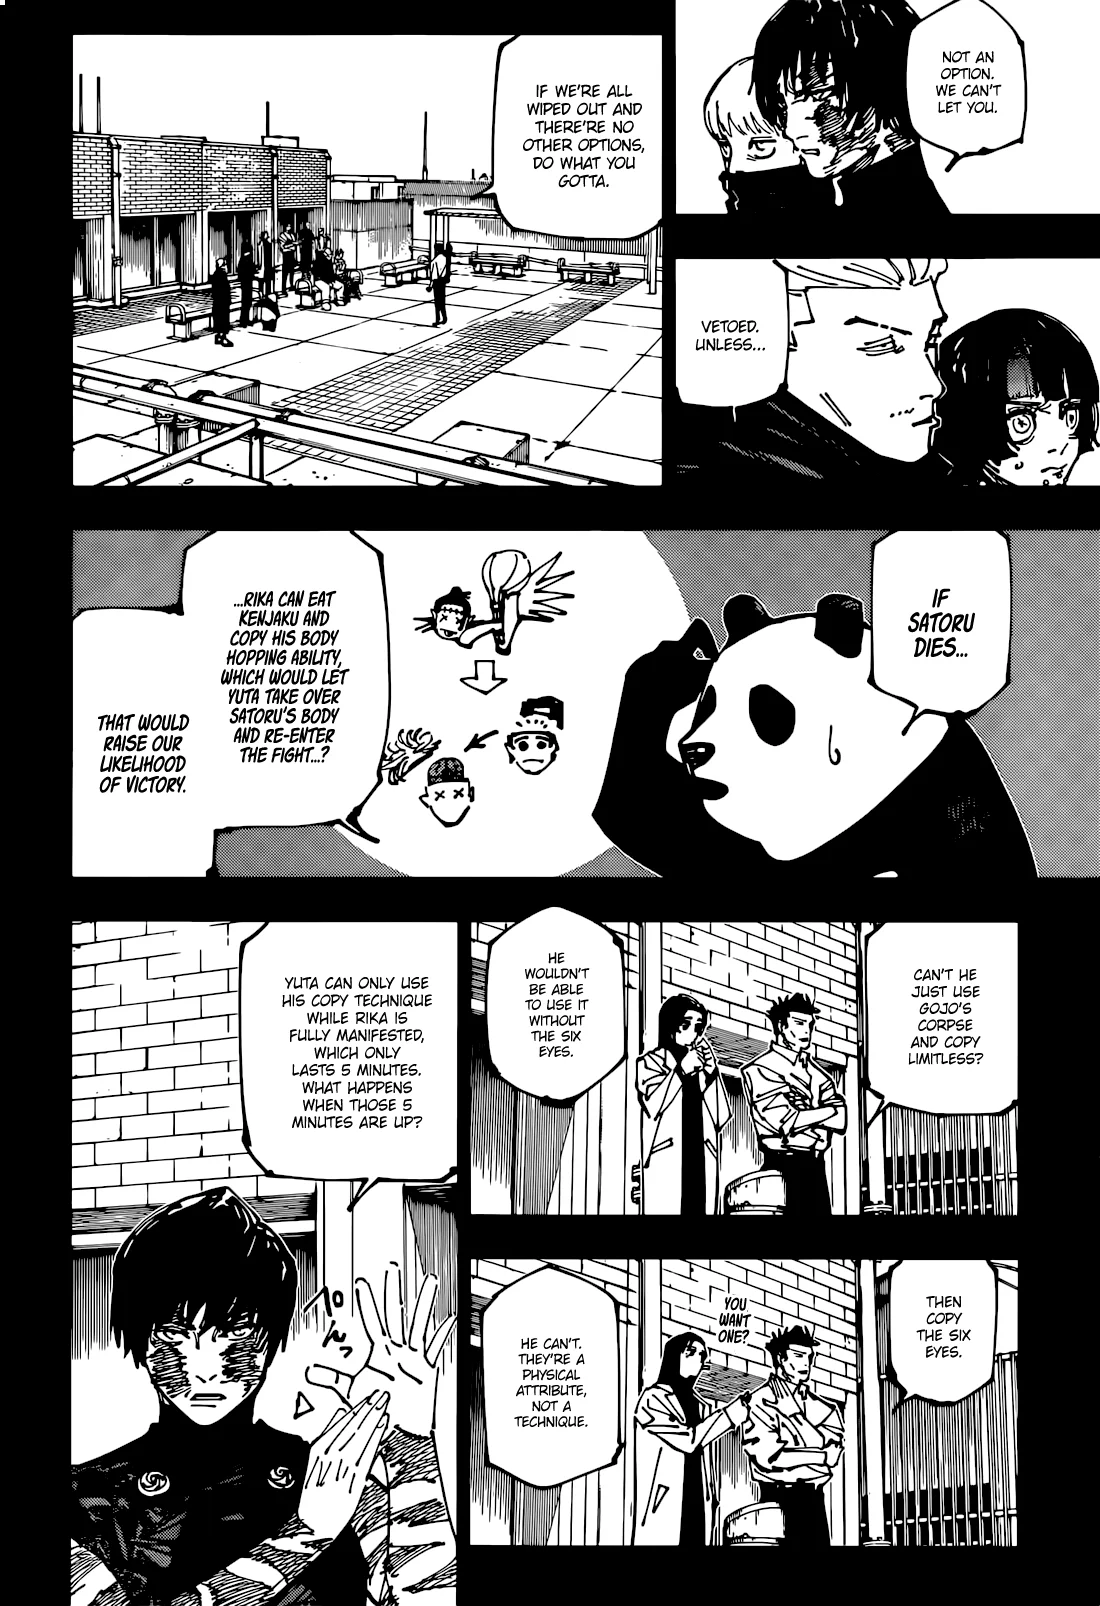 NOT AN
OPTION.
WE CAN'T
LET YOU.
IF WE'RE ALL
WIPED OUT AND
THERE'RE NO
OTHER OPTIONS,
DO WHAT YOU
GOTTA.
VETOED.
UNLESS...
IF
SATORU
DIES...
...RIKA CAN EAT
KENJAKU AND
COPY HIS BODY
HOPPING ABILITY,
WHICH WOULD LET
YUTA TAKE OVER
SATORU'S BODY
AND RE-ENTER
THE FIGHT...?
THAT WOULD
RAISE OUR
LIKELIHOOD
OF VICTORY.
CAN'T HE
JUST USE
GOJO'S
CORPSE
AND COPY
LIMITLESS?
HE
WOULDN'T
BE ABLE
TO USE IT
WITHOUT
THE SIX
EYES.
THEN
COPY
THE SIX
EYES.
YOU
WANT
ONE?
HE CAN'T.
THEY'RE A
PHYSICAL
ATTRIBUTE,
NOT A
TECHNIQUE.
YUTA CAN ONLY USE
HIS COPY TECHNIQUE
WHILE RIKA IS
FULLY MANIFESTED,
WHICH ONLY
LASTS 5 MINUTES.
WHAT HAPPENS
WHEN THOSE 5
MINUTES ARE UP?